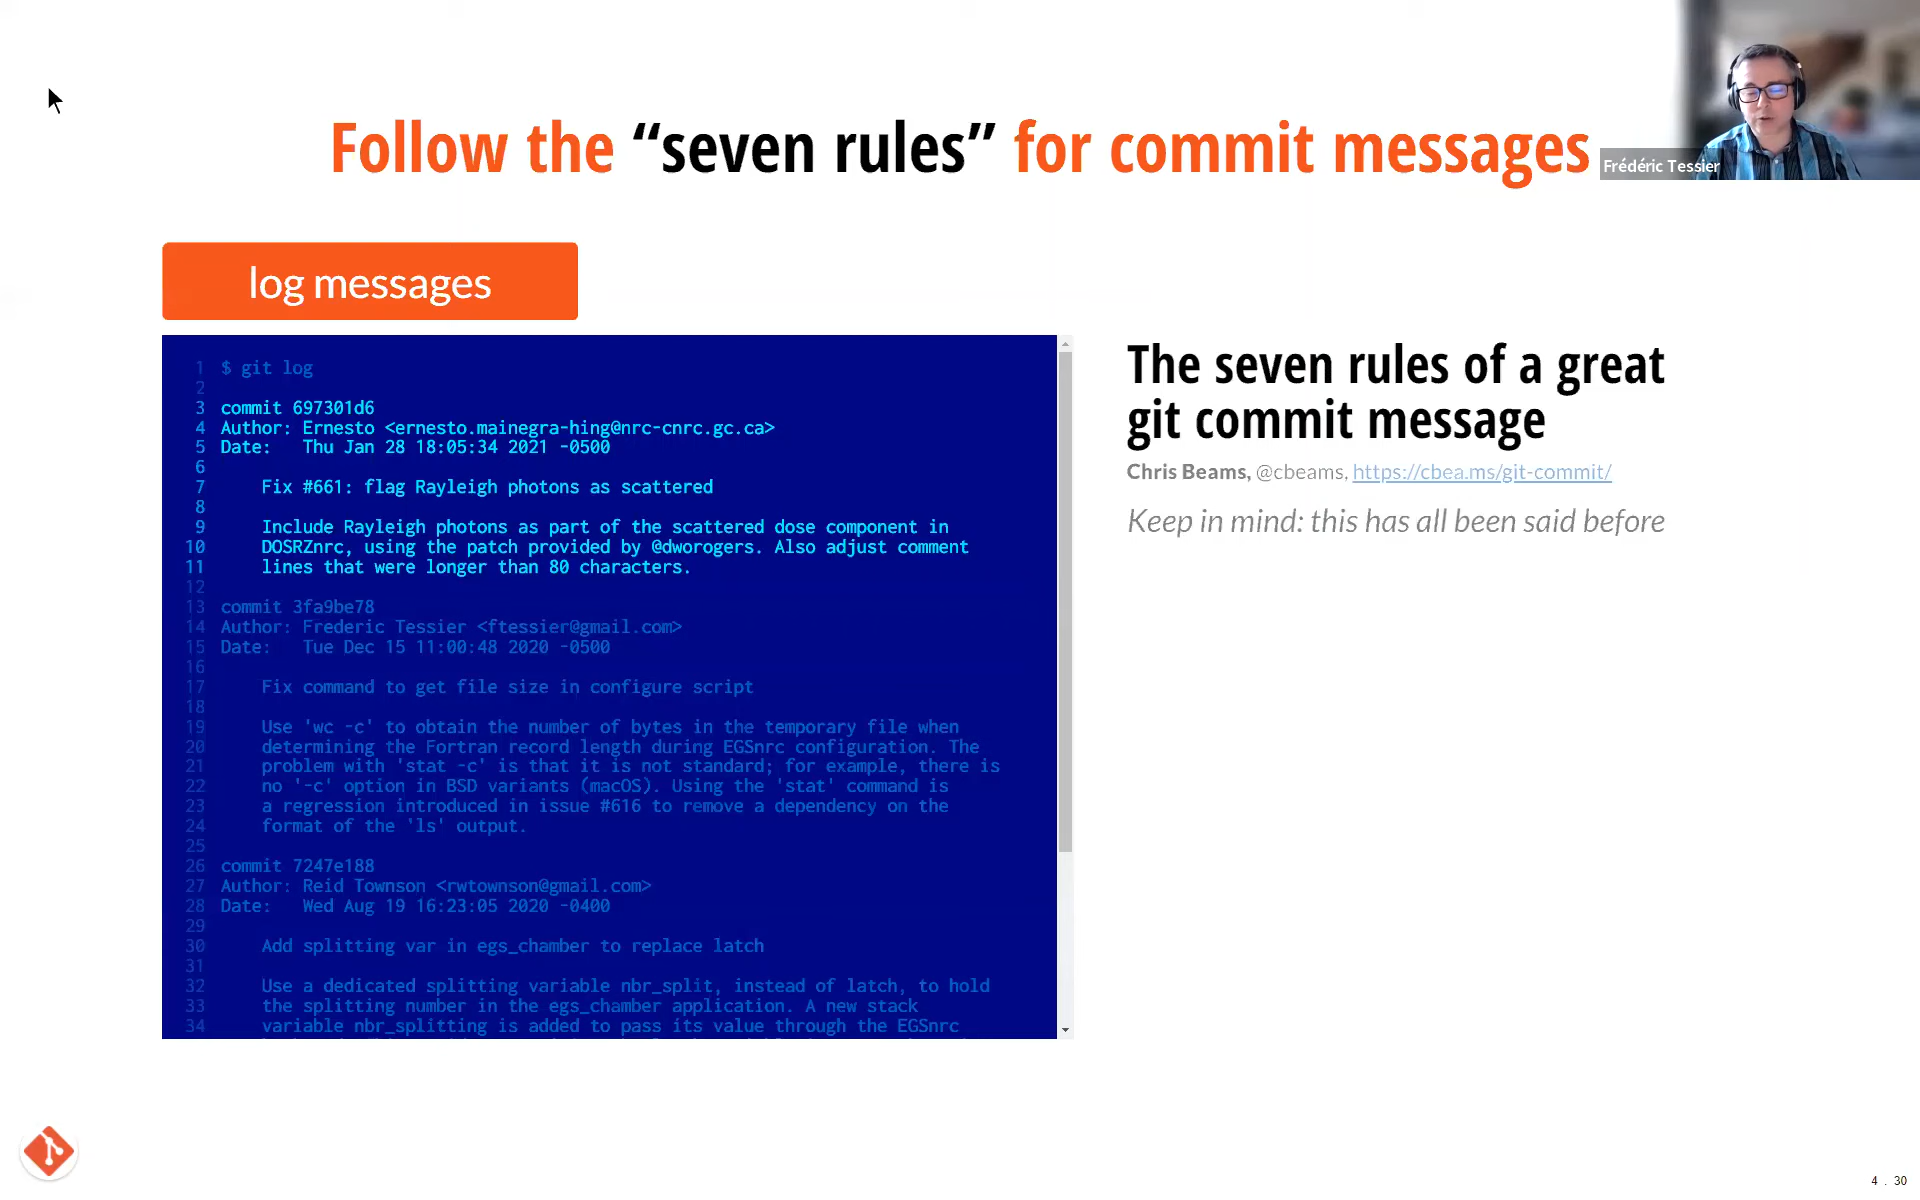 Follow the “seven rules” for commit messages
Frédéric Tessier
log messages
1 $ git log
2
3 commit 697301d6
4 Author: Ernesto <ernesto.mainegra-hing@nrc-cnrc.gc.ca>
5 Date:   Thu Jan 28 18:05:34 2021 -0500
6
7     Fix #661: flag Rayleigh photons as scattered
8
9     Include Rayleigh photons as part of the scattered dose component in
10     DOSRZnrc, using the patch provided by @dworogers. Also adjust comment
11     lines that were longer than 80 characters.
12
13 commit 3fa9be78
14 Author: Frederic Tessier <ftessier@gmail.com>
15 Date:   Tue Dec 15 11:00:48 2020 -0500
16
17     Fix command to get file size in configure script
18
19     Use 'wc -c' to obtain the number of bytes in the temporary file when
20     determining the Fortran record length during EGSnrc configuration. The
21     problem with 'stat -c' is that it is not standard; for example, there is
22     no '-c' option in BSD variants (macOS). Using the 'stat' command is
23     a regression introduced in issue #616 to remove a dependency on the
24     format of the 'ls' output.
25
26 commit 7247e188
27 Author: Reid Townson <rwtownson@gmail.com>
28 Date:   Wed Aug 19 16:23:05 2020 -0400
29
30     Add splitting var in egs_chamber to replace latch
31
32     Use a dedicated splitting variable nbr_split, instead of latch, to hold
33     the splitting number in the egs_chamber application. A new stack
34     variable nbr_splitting is added to pass its value through the EGSnrc
The seven rules of a great
git commit message
Chris Beams, @cbeams, https://cbea.ms/git-commit/
Keep in mind: this has all been said before
4 . 30